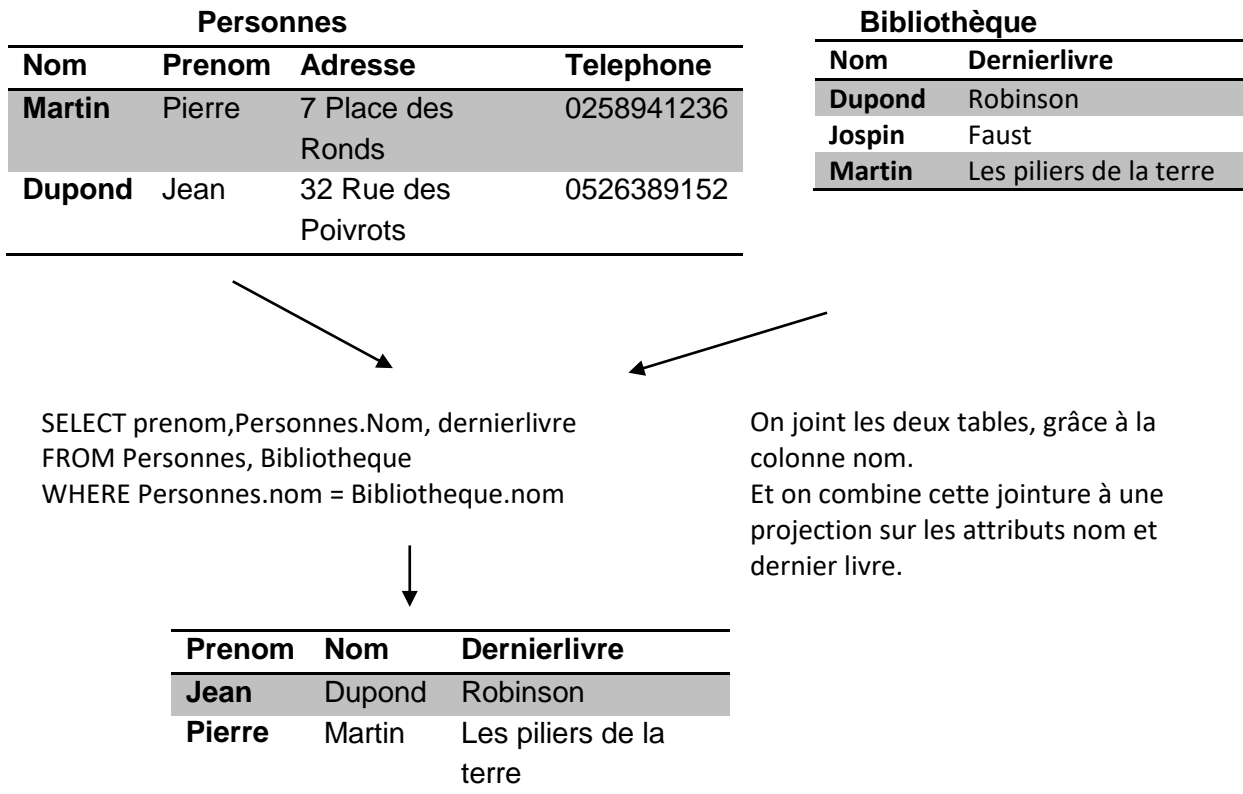 Personnes
Nom Prenom Adresse Telephone
Martin Pierre 7 Place des 0258941236
Ronds
Dupond Jean 32 Rue des 0526389152
Poivrots
Bibliothèque
Nom Dernierlivre
Dupond Robinson
Jospin Faust
Martin Les piliers de la terre
SELECT prenom,Personnes.Nom, dernierlivre
FROM Personnes, Bibliotheque
WHERE Personnes.nom = Bibliotheque.nom
On joint les deux tables, grâce à la
colonne nom.
Et on combine cette jointure à une
projection sur les attributs nom et
dernier livre.
Prenom Nom Dernierlivre
Jean Dupond Robinson
Pierre Martin Les piliers de la
terre